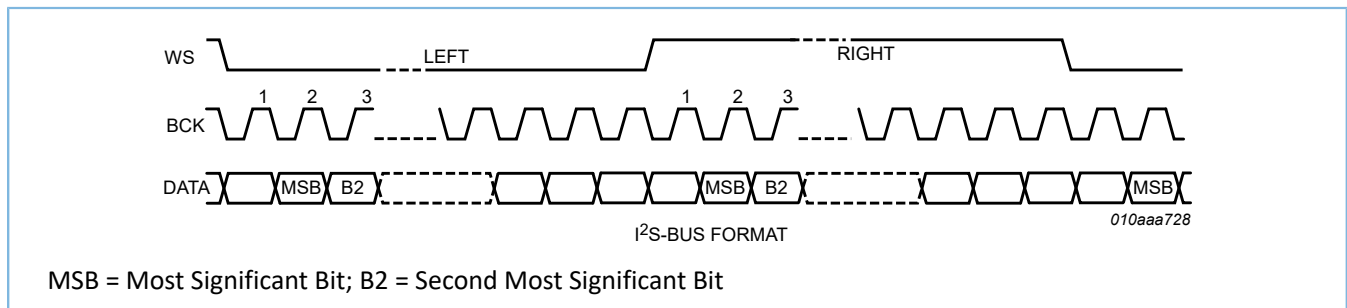 WS LEFT RIGHT
1 2 3 1 2 3
BCK
DATA MSB B2 MSB B2 MSB
010aaa728
I²S-BUS FORMAT
MSB = Most Significant Bit; B2 = Second Most Significant Bit